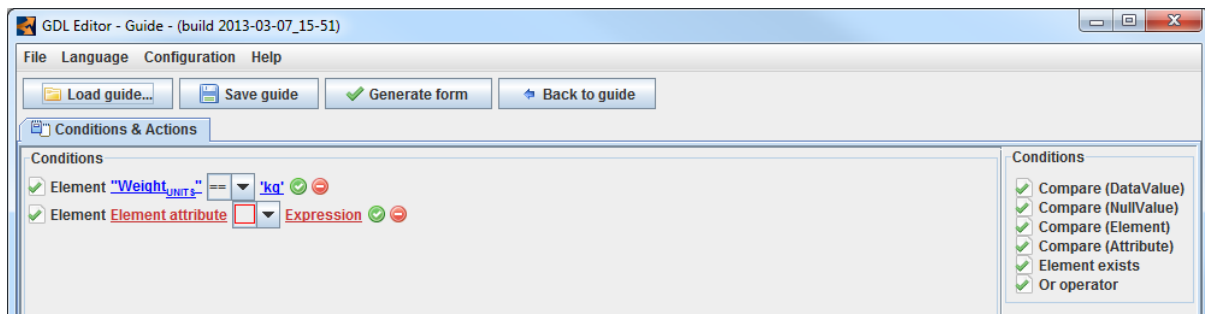 GDL Editor - Guide - (build 2013-03-07_15-51)
File Language Configuration Help
Load guide... Save guide Generate form Back to guide
Conditions & Actions
Conditions
Element "Weight_UNITS" == 'kg'
Element Element attribute Expression
Conditions
Compare (DataValue)
Compare (NullValue)
Compare (Element)
Compare (Attribute)
Element exists
Or operator